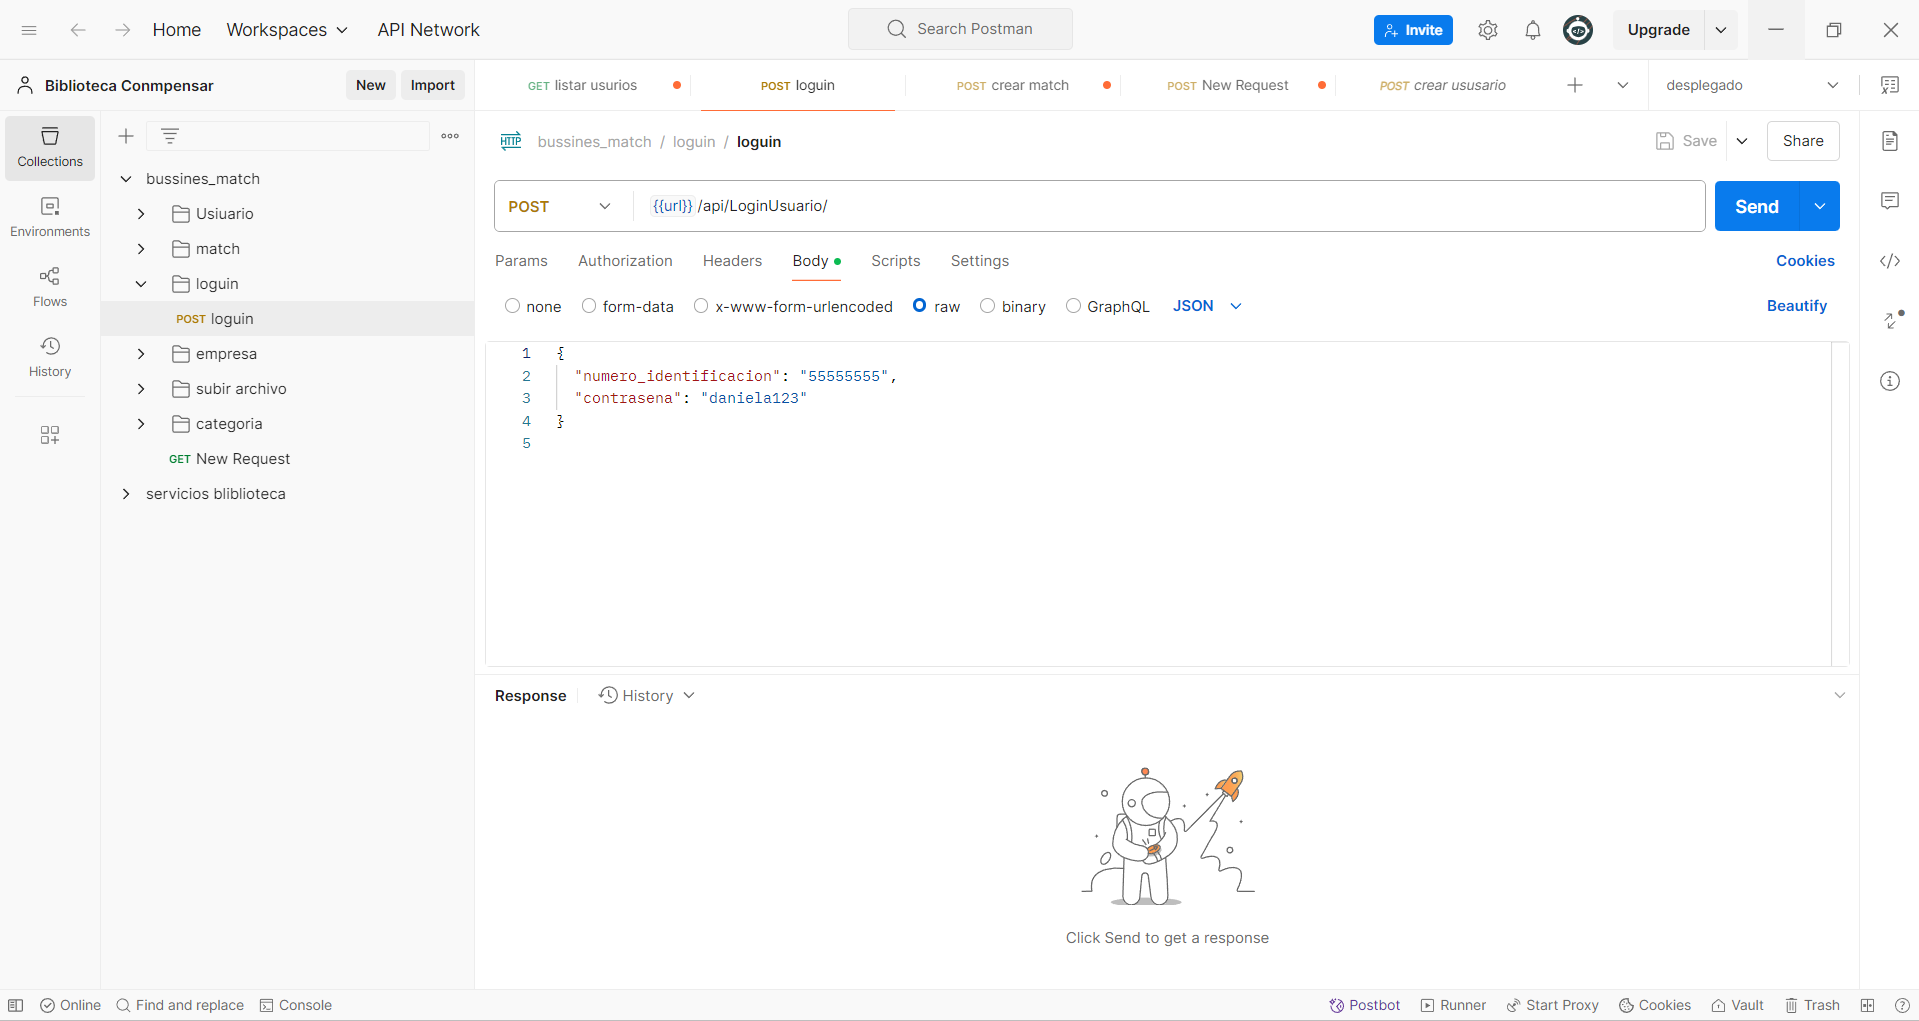 Home Workspaces API Network Search Postman Invite Upgrade
Biblioteca Conmpensar New Import GET listar usurios POST loguin POST crear match POST New Request POST crear ususario desplegado
Collections
Environments
Flows
History
bussines_match
Usiuario
match
loguin
POST loguin
empresa
subir archivo
categoria
GET New Request
servicios bliblioteca
HTTP bussines_match / loguin / loguin Save Share
POST {{url}} /api/LoginUsuario/ Send
Params Authorization Headers Body Scripts Settings Cookies
none form-data x-www-form-urlencoded raw binary GraphQL JSON Beautify
1 {
2 "numero_identificacion": "55555555",
3 "contrasena": "daniela123"
4 }
5
Response History
Click Send to get a response
Online Find and replace Console Postbot Runner Start Proxy Cookies Vault Trash